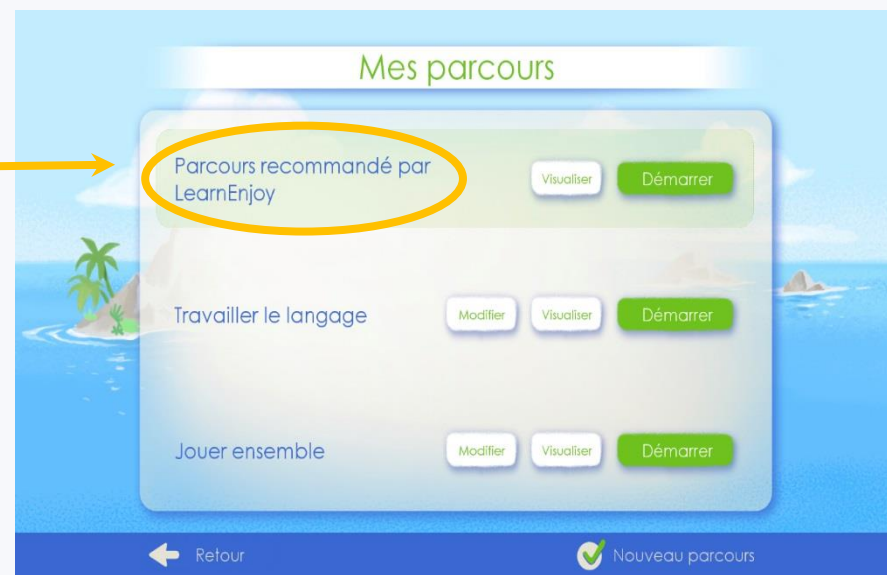 Mes parcours
Parcours recommandé par
LearnEnjoy
Visualiser
Démarrer
Travailler le langage
Modifier
Visualiser
Démarrer
Jouer ensemble
Modifier
Visualiser
Démarrer
Retour
Nouveau parcours